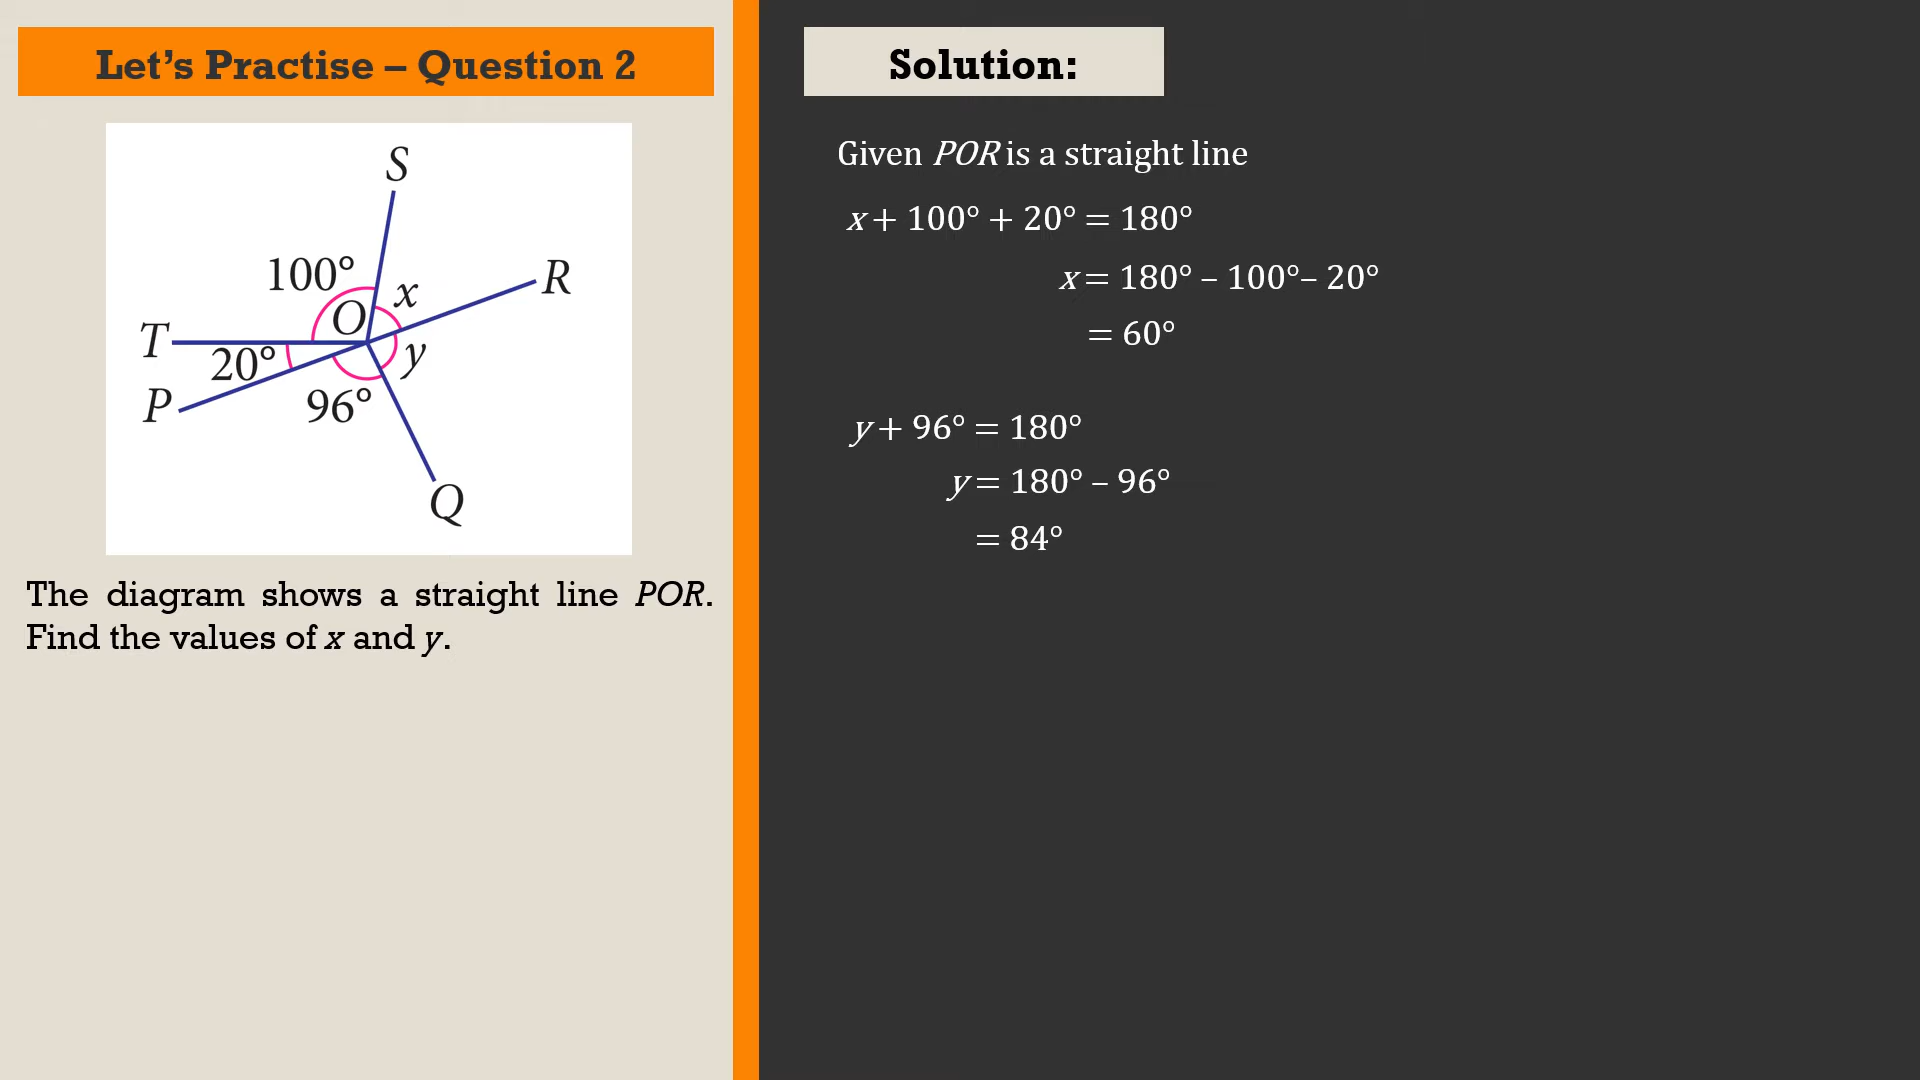 Let's Practise – Question 2
S
100°
x
R
O
T
y
20°
P
96°
Q
The diagram shows a straight line POR.
Find the values of x and y.
Solution:
Given POR is a straight line
x + 100° + 20° = 180°
x = 180° – 100°– 20°
= 60°
y + 96° = 180°
y = 180° – 96°
= 84°